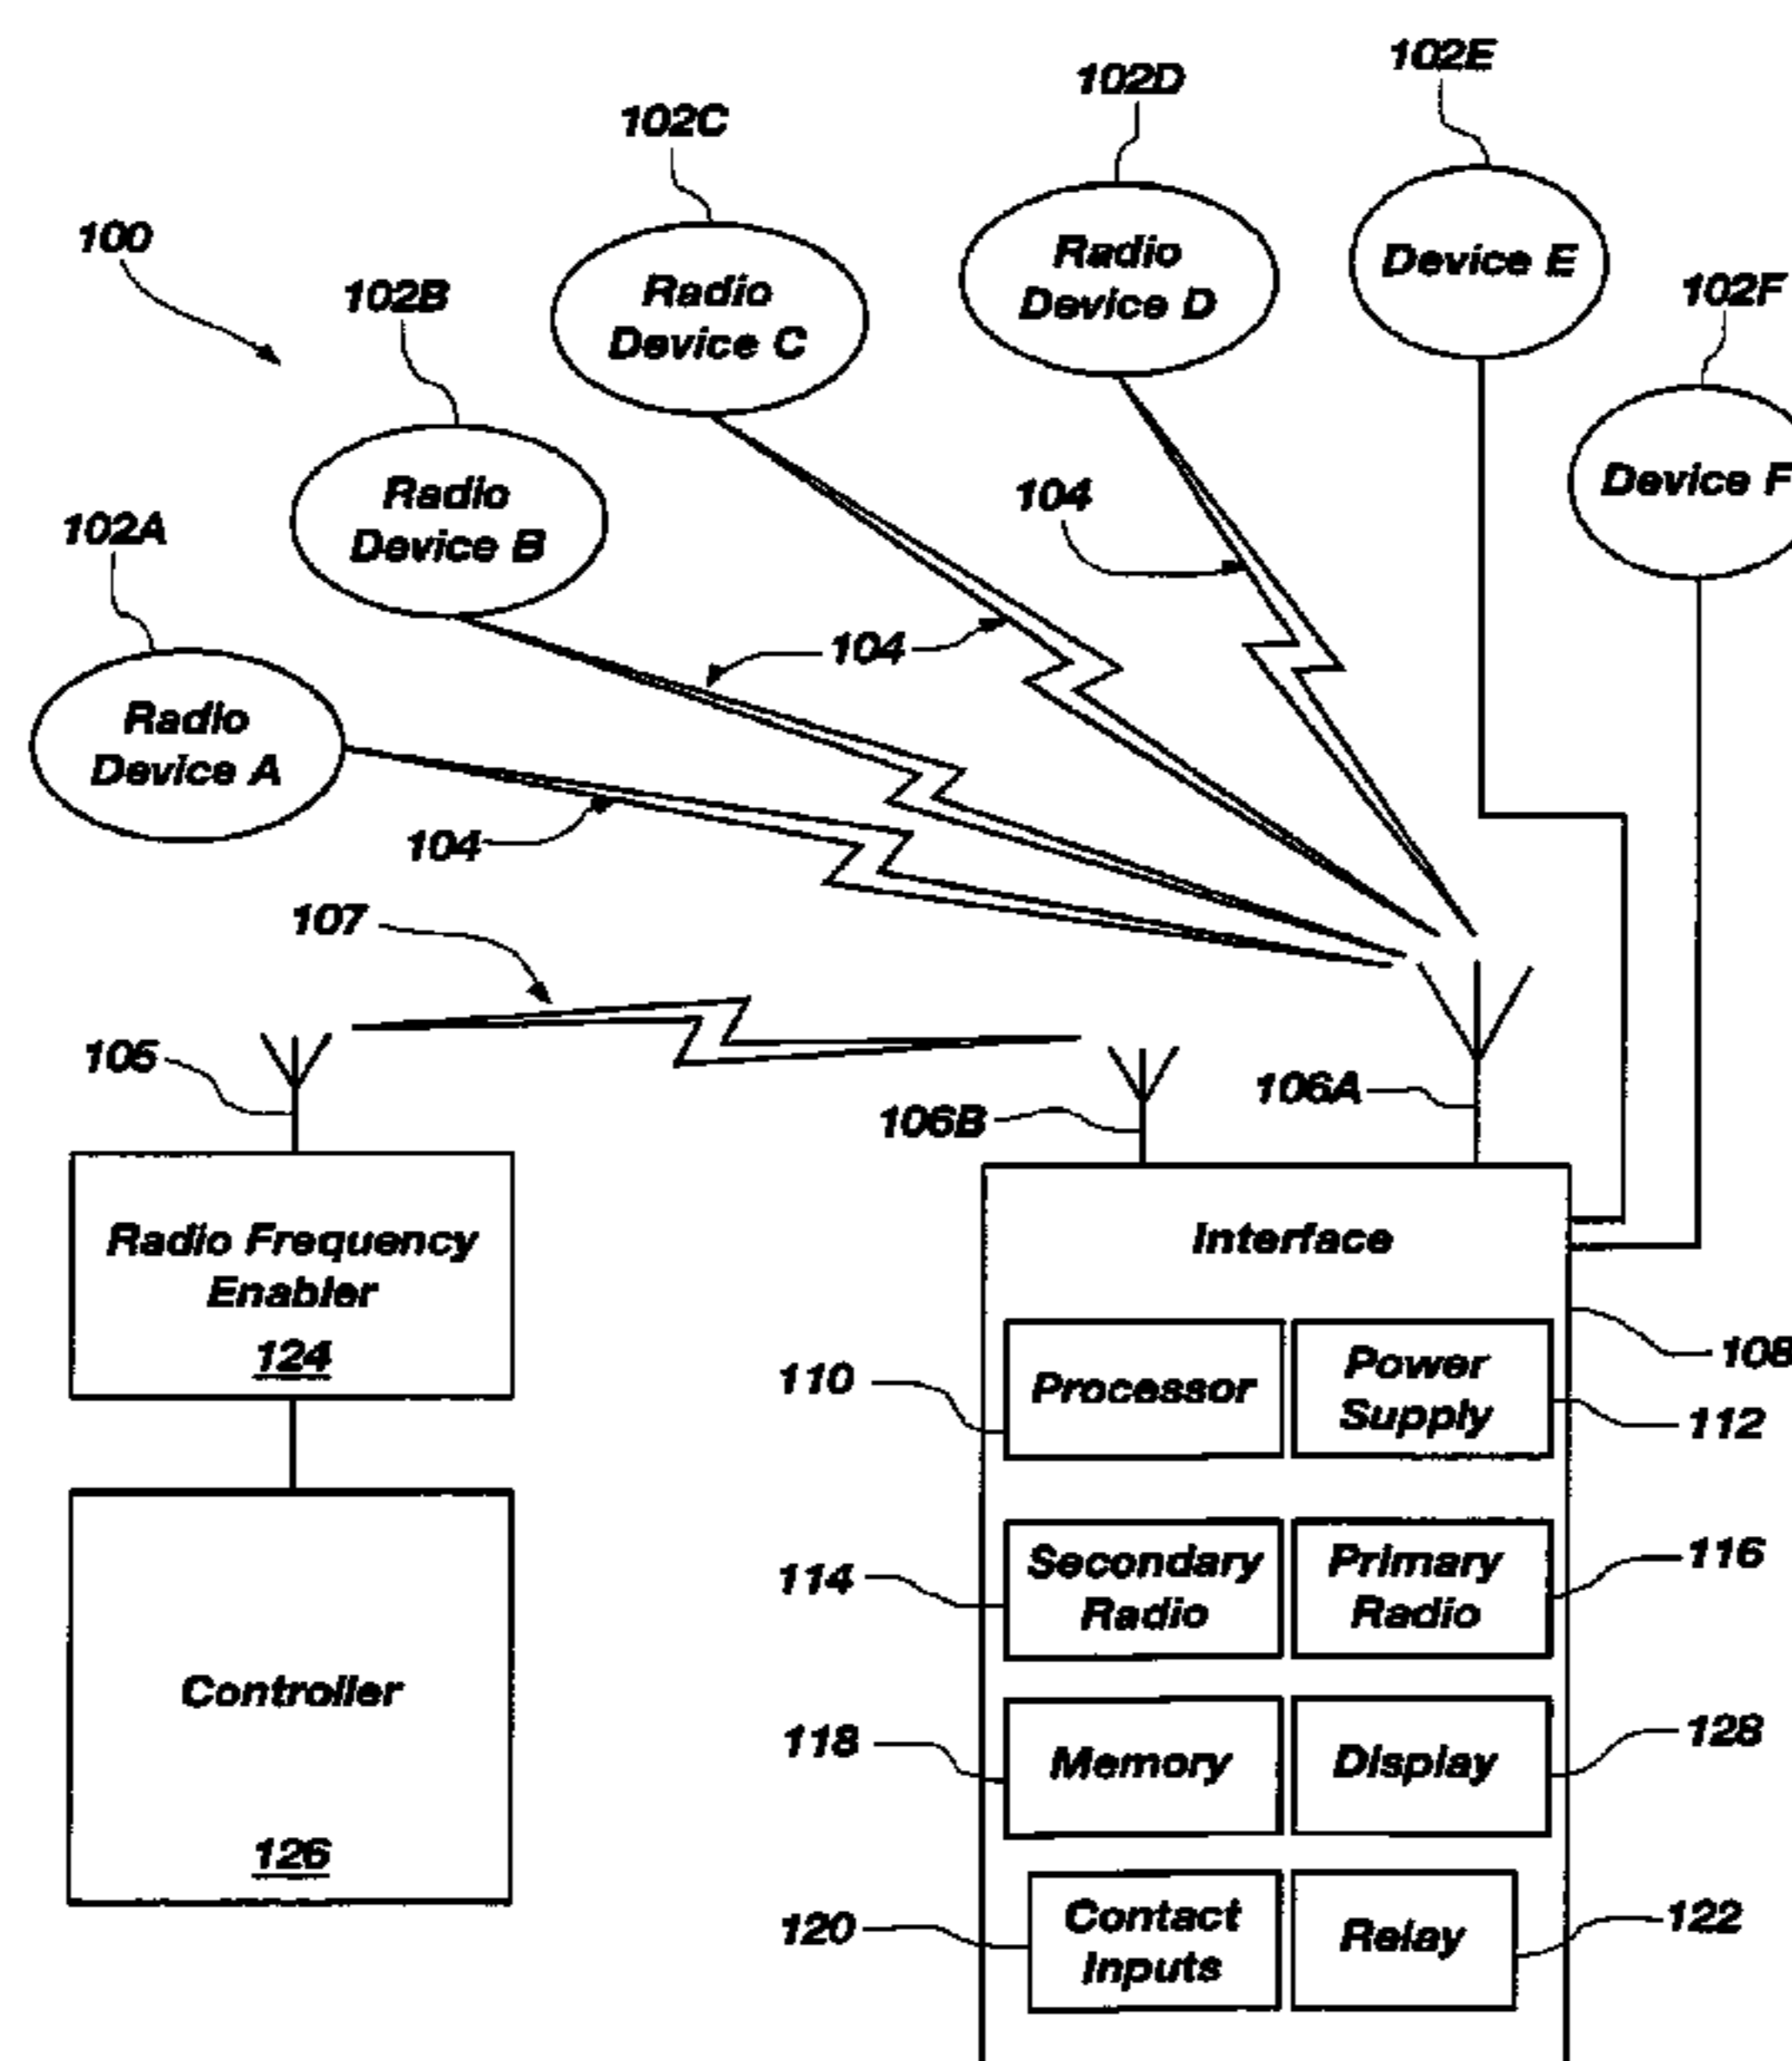 102E
102D
102C
100
102B
102F
102A
Radio
Device D
Device E
Radio
Device C
Radio
Device B
Device F
104
104
Radio
Device A
104
107
105
106A
106B
Radio Frequency
Enabler
124
Interface
108
110
Processor
Power
Supply
112
114
Secondary
Radio
Primary
Radio
116
Controller
126
118
Memory
Display
128
120
Contact
Inputs
Relay
122